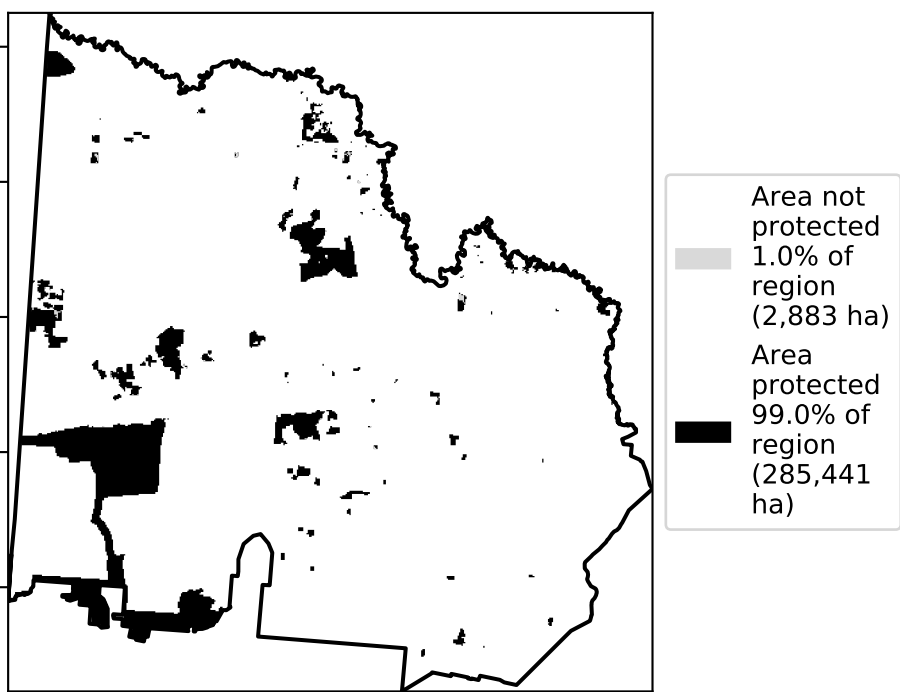 Area not
protected
1.0% of
region
(2,883 ha)
Area
protected
99.0% of
region
(285,441
ha)